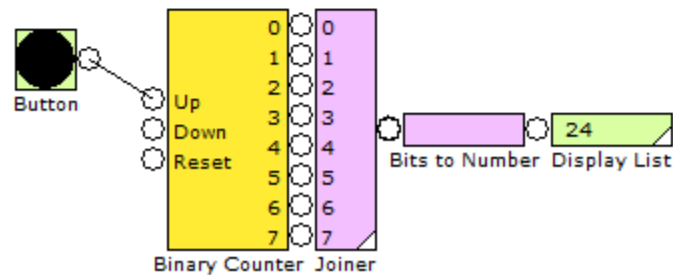 Button
Up
Down
Reset
0
1
2
3
4
5
6
7
Binary Counter
0
1
2
3
4
5
6
7
Joiner
Bits to Number
24
Display List